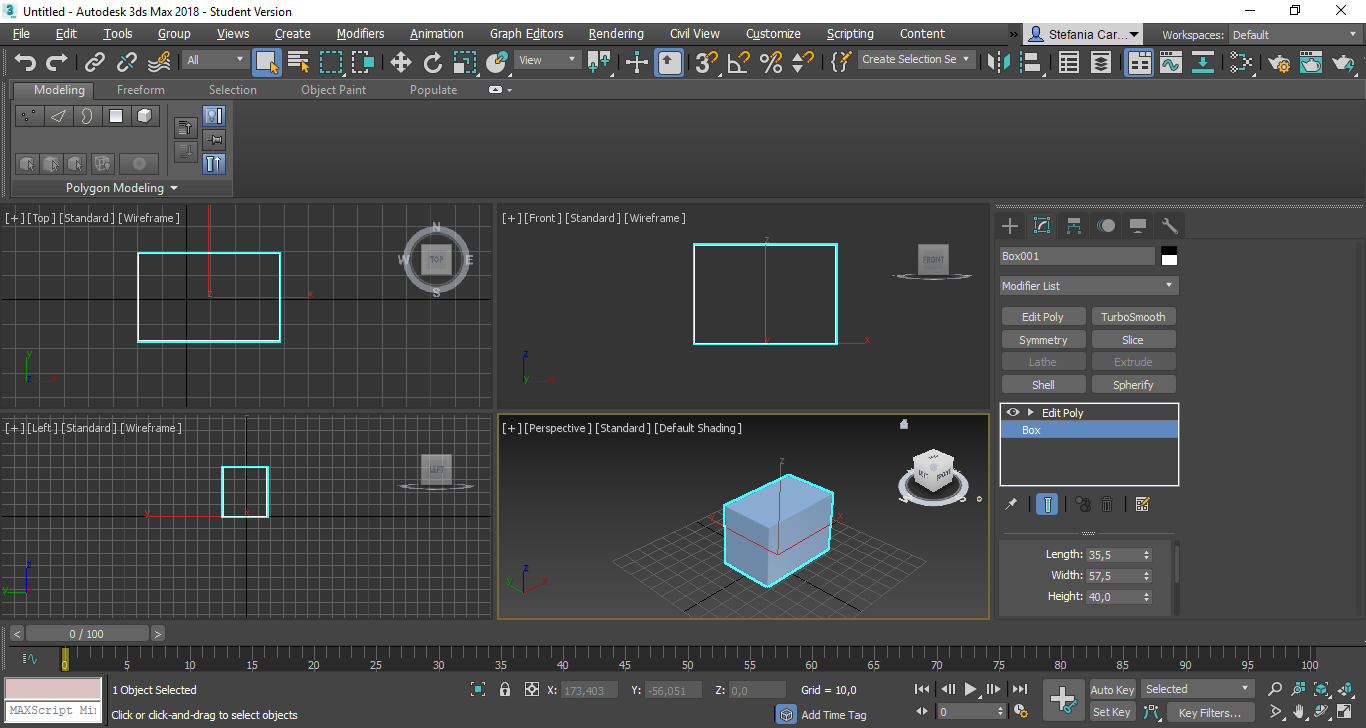 Untitled - Autodesk 3ds Max 2018 - Student Version
File Edit Tools Group Views Create Modifiers Animation Graph Editors Rendering Civil View Customize Scripting Content » Stefania Car... Workspaces: Default
All View 3 Create Selection Se
Modeling Freeform Selection Object Paint Populate
Polygon Modeling
[+] [Top] [Standard] [Wireframe]
N
W TOP E
S
z x
y
z x
[+] [Front] [Standard] [Wireframe]
FRONT
z
y x
z
y x
[+] [Left] [Standard] [Wireframe]
LEFT
y x
z
y x
[+] [Perspective] [Standard] [Default Shading]
LEFT FRONT
z
y x
z
y x
Box001
Modifier List
Edit Poly TurboSmooth
Symmetry Slice
Lathe Extrude
Shell Spherify
Edit Poly
Box
Length: 35,5
Width: 57,5
Height: 40,0
< 0 / 100 >
0 5 10 15 20 25 30 35 40 45 50 55 60 65 70 75 80 85 90 95 100
1 Object Selected X: 173,403 Y: -56,051 Z: 0,0 Grid = 10,0 Auto Key Selected
MAXScript Mi Click or click-and-drag to select objects Add Time Tag 0 Set Key Key Filters...